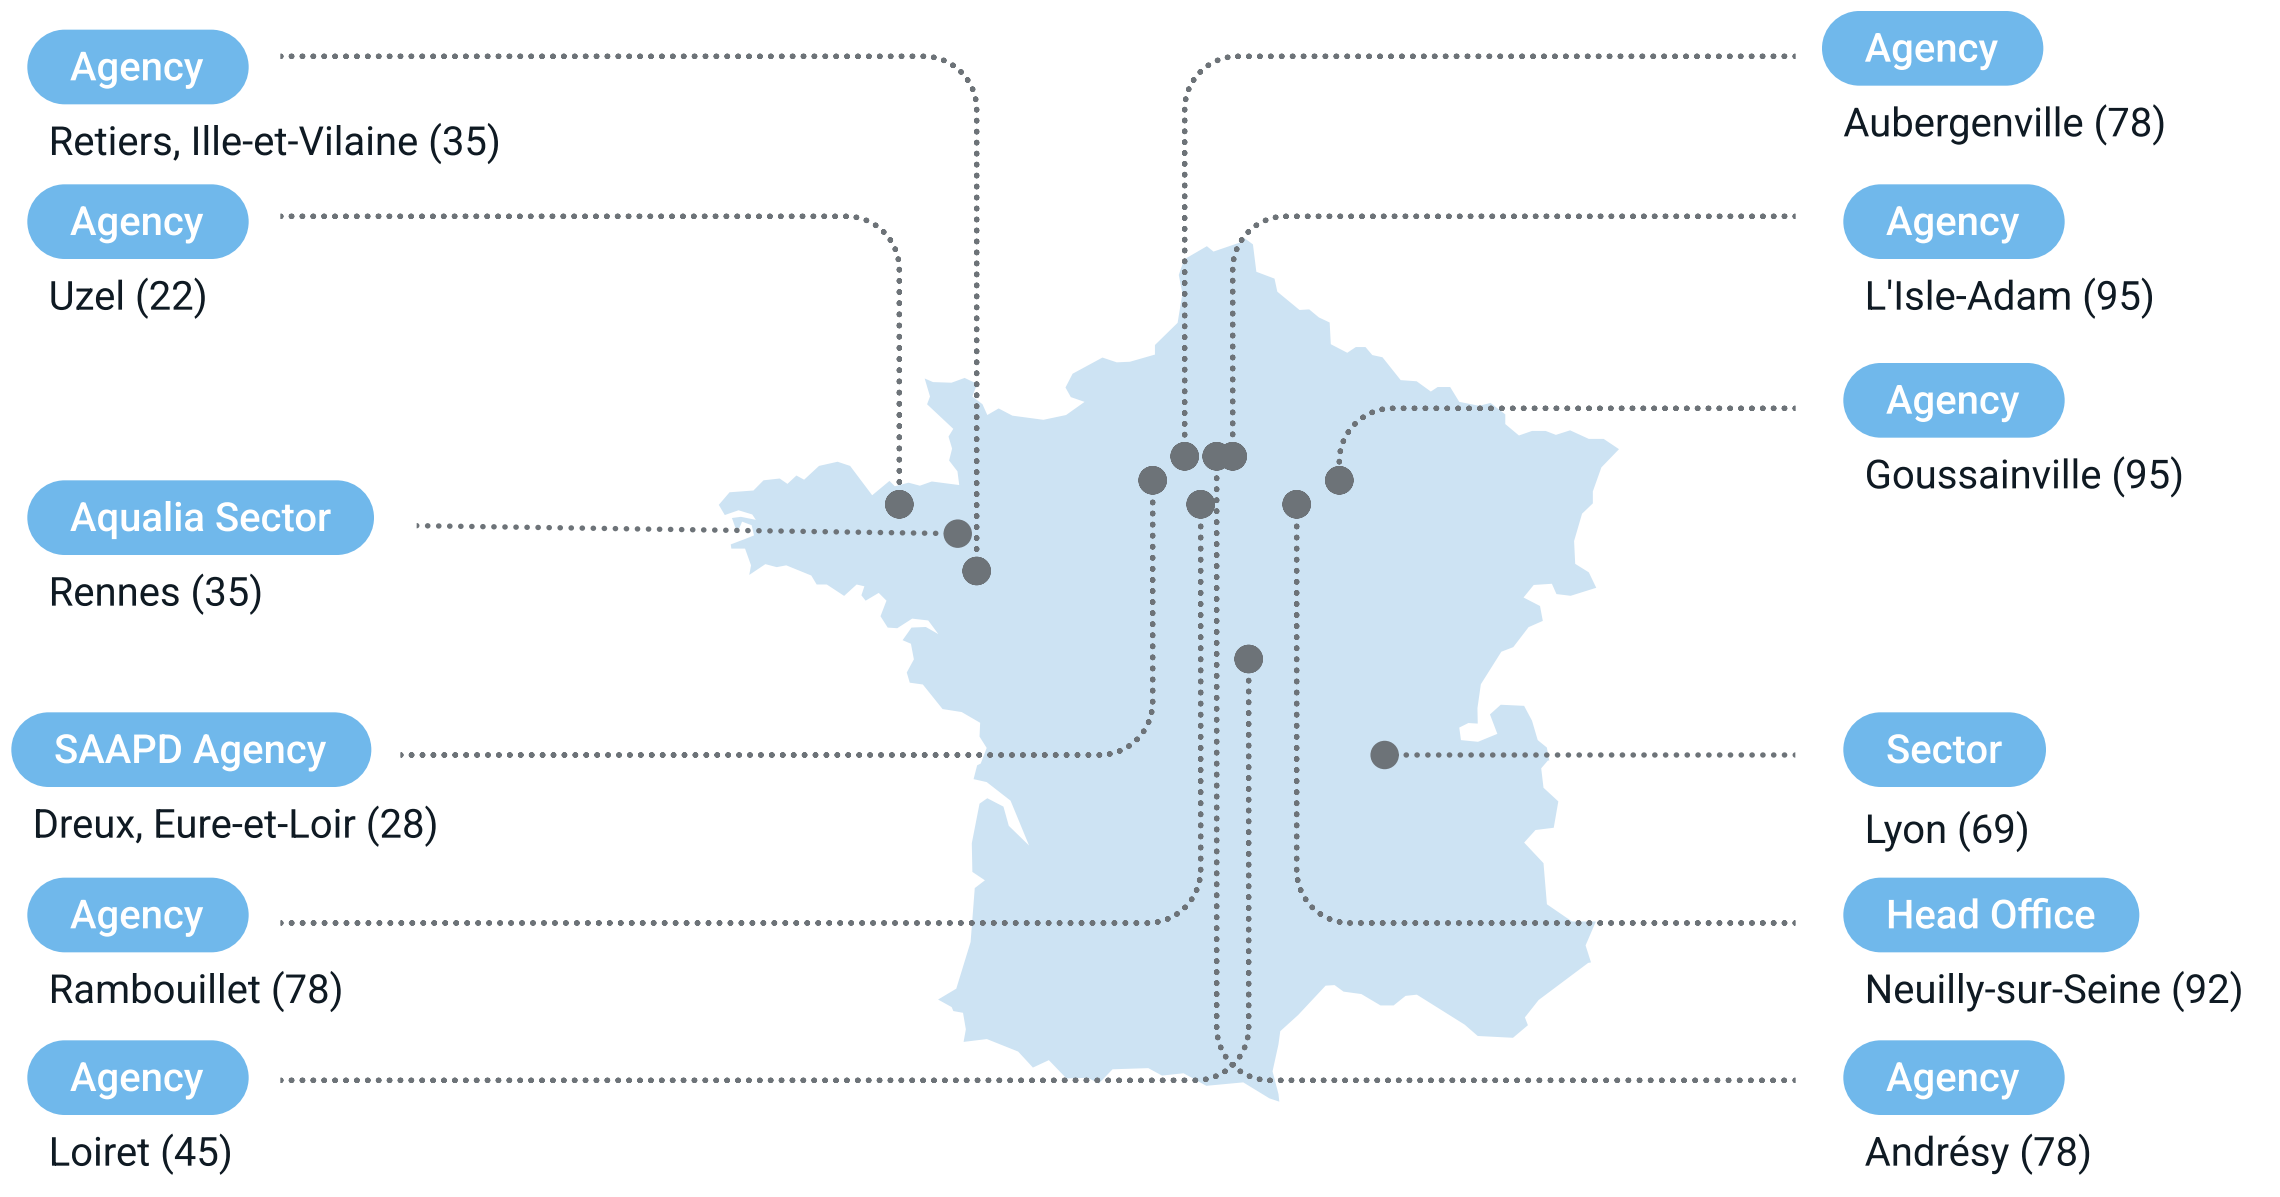 Agency
Retiers, Ille-et-Vilaine (35)
Agency
Uzel (22)
Aqualia Sector
Rennes (35)
SAAPD Agency
Dreux, Eure-et-Loir (28)
Agency
Rambouillet (78)
Agency
Loiret (45)
Agency
Aubergenville (78)
Agency
L'Isle-Adam (95)
Agency
Goussainville (95)
Sector
Lyon (69)
Head Office
Neuilly-sur-Seine (92)
Agency
Andrésy (78)